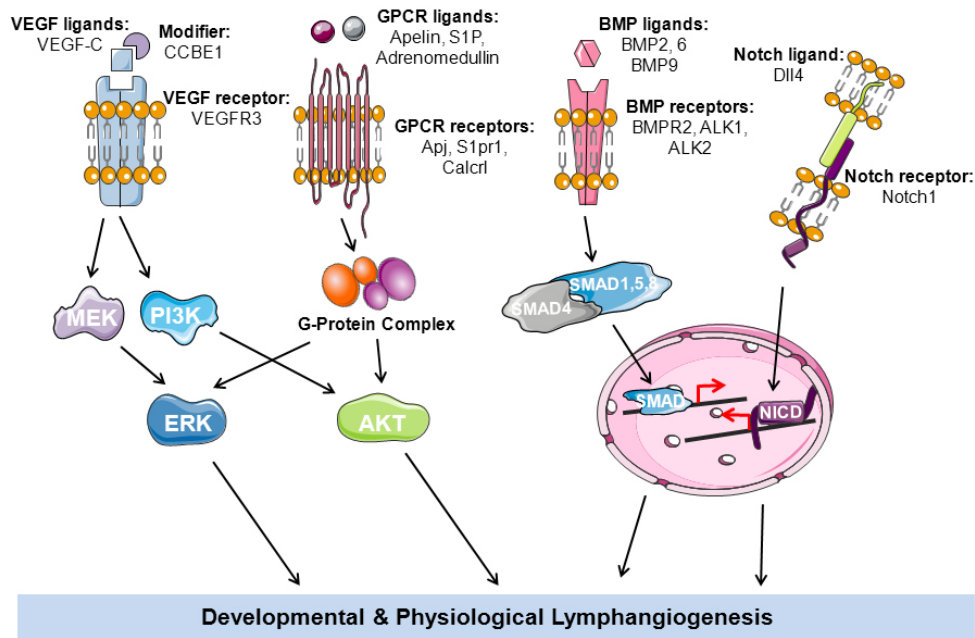 VEGF ligands:
VEGF-C
Modifier:
CCBE1
VEGF receptor:
VEGFR3
GPCR ligands:
Apelin, S1P,
Adrenomedullin
GPCR receptors:
Apj, S1pr1,
Calcrl
BMP ligands:
BMP2, 6
BMP9
BMP receptors:
BMPR2, ALK1,
ALK2
Notch ligand:
Dll4
Notch receptor:
Notch1
MEK
PI3K
G-Protein Complex
SMAD1,5,8
SMAD4
ERK
AKT
SMAD
NICD
Developmental & Physiological Lymphangiogenesis